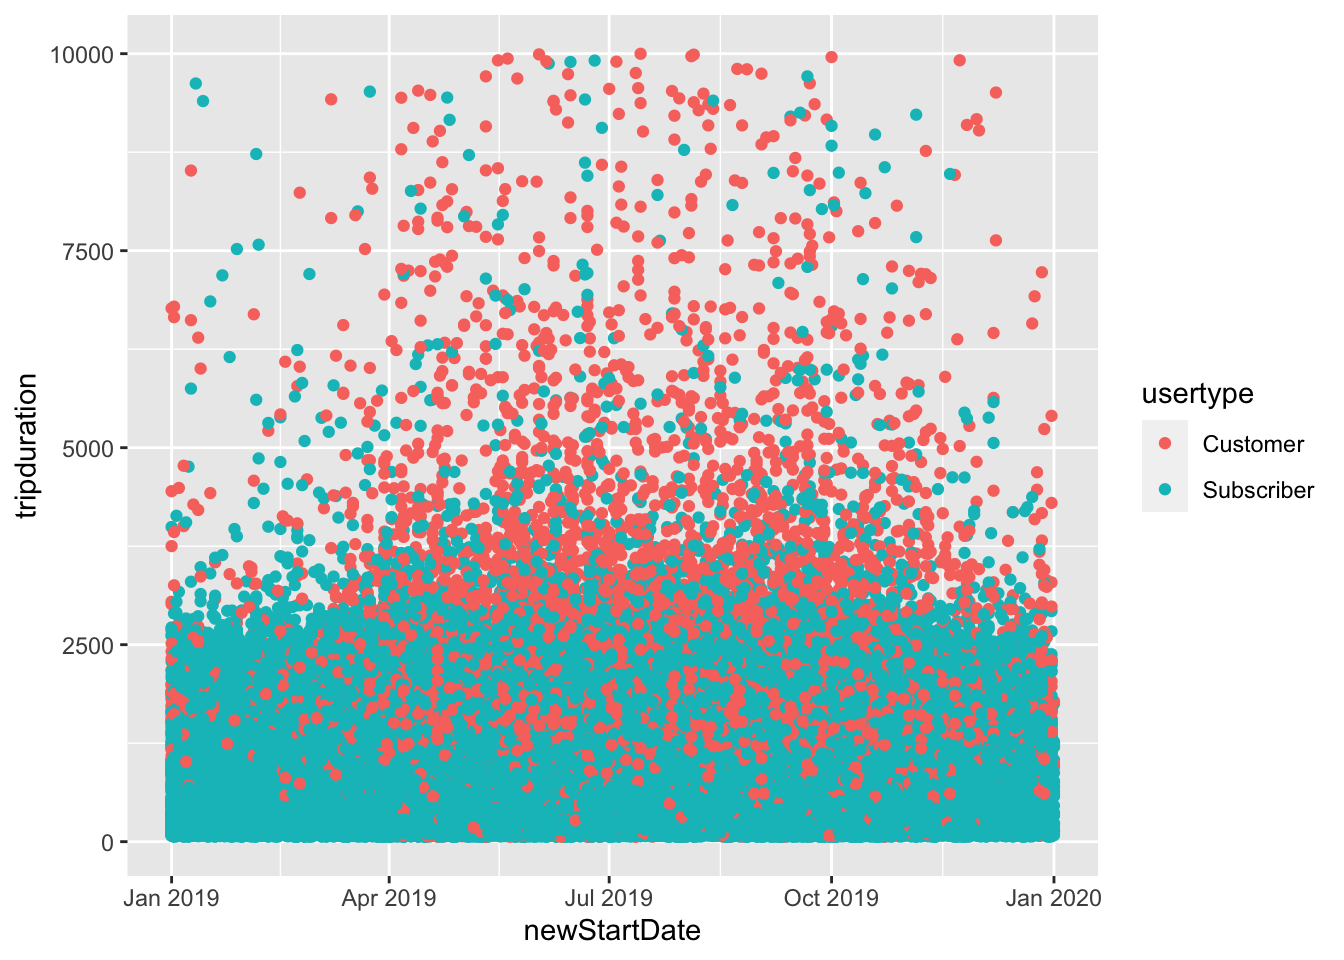 10000
7500
5000
2500
0
tripduration
Jan 2019
Apr 2019
Jul 2019
Oct 2019
Jan 2020
newStartDate
usertype
Customer
Subscriber